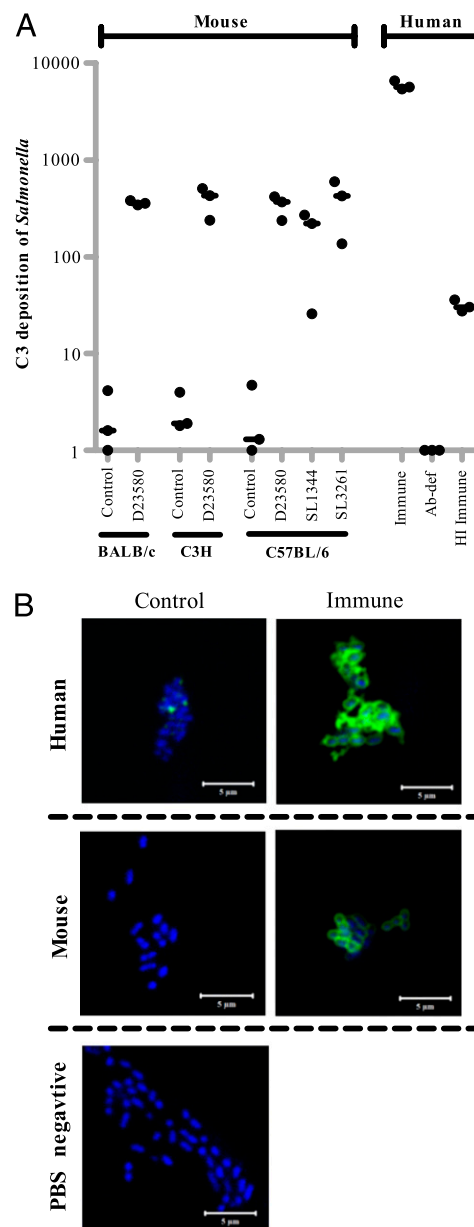 A
Mouse
Human
C3 deposition of Salmonella
10000
1000
100
10
1
Control
D23580
Control
D23580
Control
D23580
SL1344
SL3261
Immune
Ab-def
HI Immune
BALB/c
C3H
C57BL/6
B
Control
Immune
Human
5 µm
5 µm
Mouse
5 µm
5 µm
PBS negavtive
5 µm